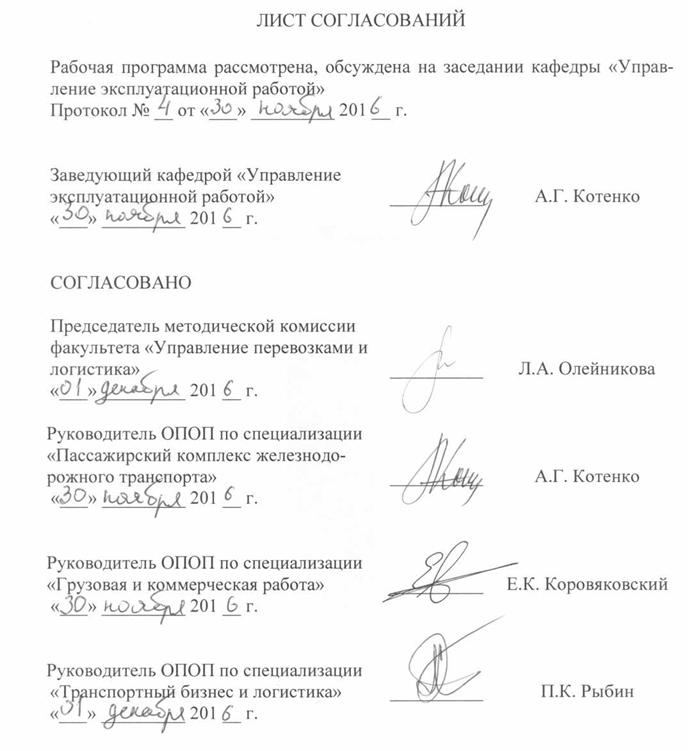 ЛИСТ СОГЛАСОВАНИЙ
Рабочая программа рассмотрена, обсуждена на заседании кафедры «Управ-
ление эксплуатационной работой»
Протокол № 4 от «30» ноября 2016 г.
Заведующий кафедрой «Управление
эксплуатационной работой» А.Г. Котенко
«30» ноября 2016 г.
СОГЛАСОВАНО
Председатель методической комиссии
факультета «Управление перевозками и
логистика» Л.А. Олейникова
«01» декабря 2016 г.
Руководитель ОПОП по специализации
«Пассажирский комплекс железнодо-
рожного транспорта» А.Г. Котенко
«30» ноября 2016 г.
Руководитель ОПОП по специализации
«Грузовая и коммерческая работа» Е.К. Коровяковский
«30» ноября 2016 г.
Руководитель ОПОП по специализации
«Транспортный бизнес и логистика» П.К. Рыбин
«01» декабря 2016 г.